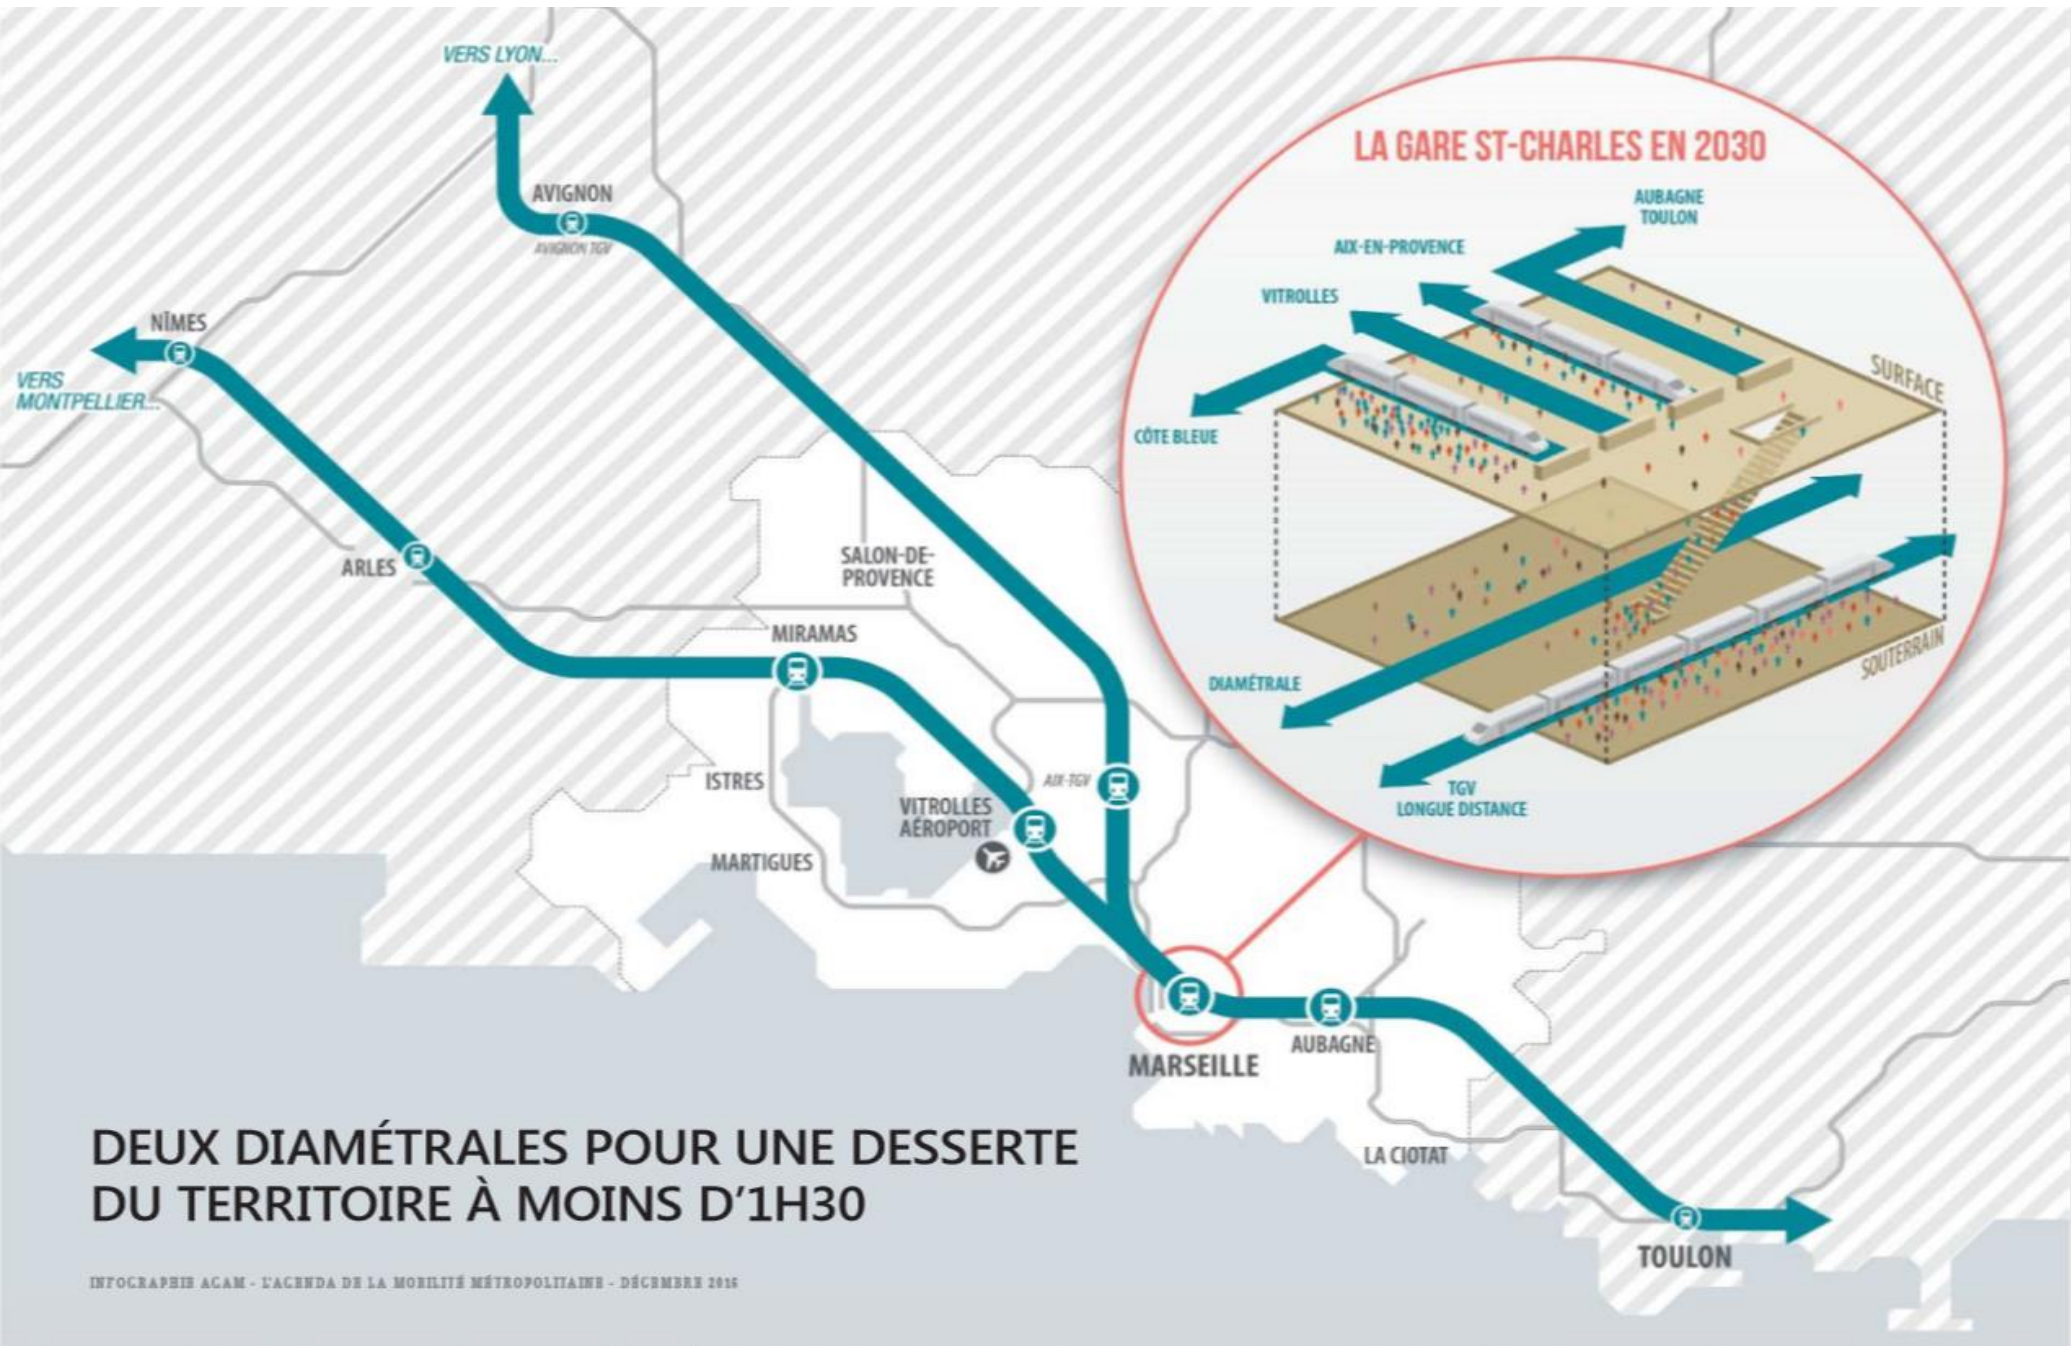 VERS LYON...
LA GARE ST-CHARLES EN 2030
AUBAGNE
TOULON
AIX-EN-PROVENCE
VITROLLES
CÔTE BLEUE
SURFACE
DIAMÉTRALE
SOUTERRAIN
TGV
LONGUE DISTANCE
AVIGNON
AVIGNON TGV
NÎMES
VERS
MONTPELLIER...
ARLES
SALON-DE-
PROVENCE
MIRAMAS
ISTRES
AIX-TGV
VITROLLES
AÉROPORT
MARTIGUES
MARSEILLE
AUBAGNE
LA CIOTAT
TOULON
DEUX DIAMÉTRALES POUR UNE DESSERTE
DU TERRITOIRE À MOINS D'1H30
INFOGRAPHIE AGAM - L'AGENDA DE LA MOBILITÉ MÉTROPOLITAINE - DÉCEMBRE 2016